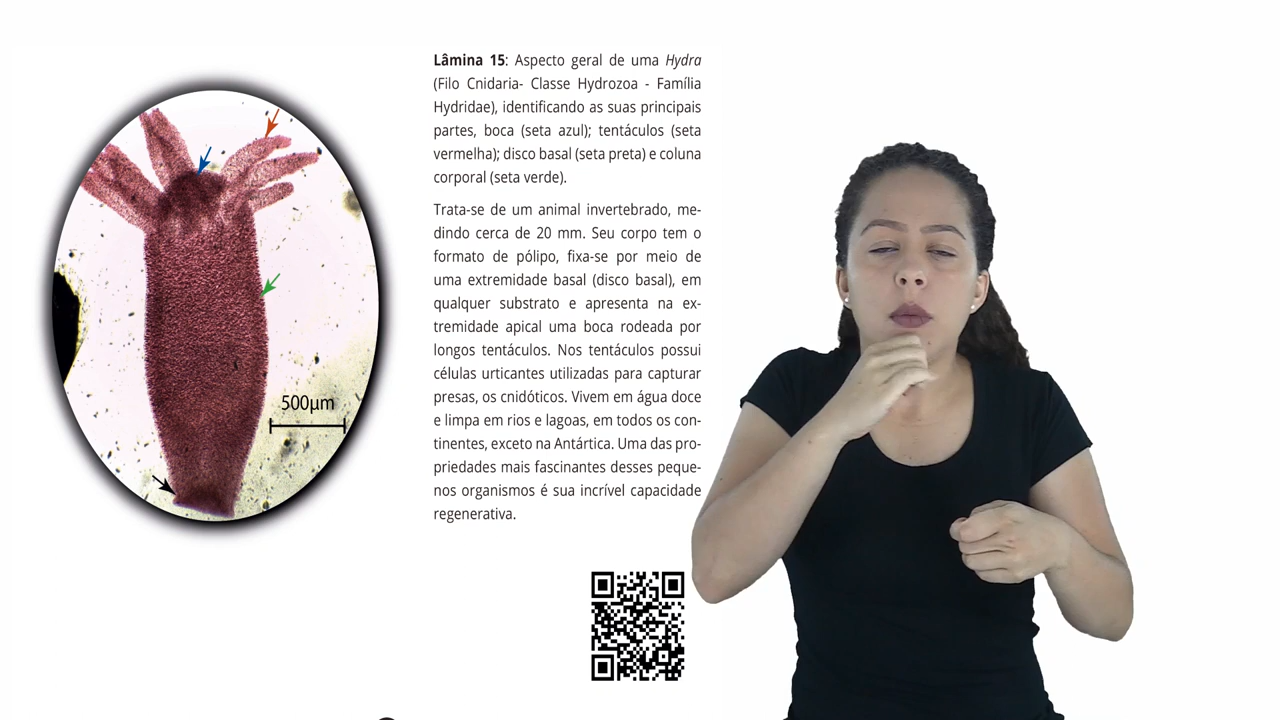 Lâmina 15: Aspecto geral de uma Hydra
(Filo Cnidaria- Classe Hydrozoa - Família
Hydridae), identificando as suas principais
partes, boca (seta azul); tentáculos (seta
vermelha); disco basal (seta preta) e coluna
corporal (seta verde).
Trata-se de um animal invertebrado, me-
dindo cerca de 20 mm. Seu corpo tem o
formato de pólipo, fixa-se por meio de
uma extremidade basal (disco basal), em
qualquer substrato e apresenta na ex-
tremidade apical uma boca rodeada por
longos tentáculos. Nos tentáculos possui
células urticantes utilizadas para capturar
presas, os cnidóticos. Vivem em água doce
e limpa em rios e lagoas, em todos os con-
tinentes, exceto na Antártica. Uma das pro-
priedades mais fascinantes desses peque-
nos organismos é sua incrível capacidade
regenerativa.
500μm